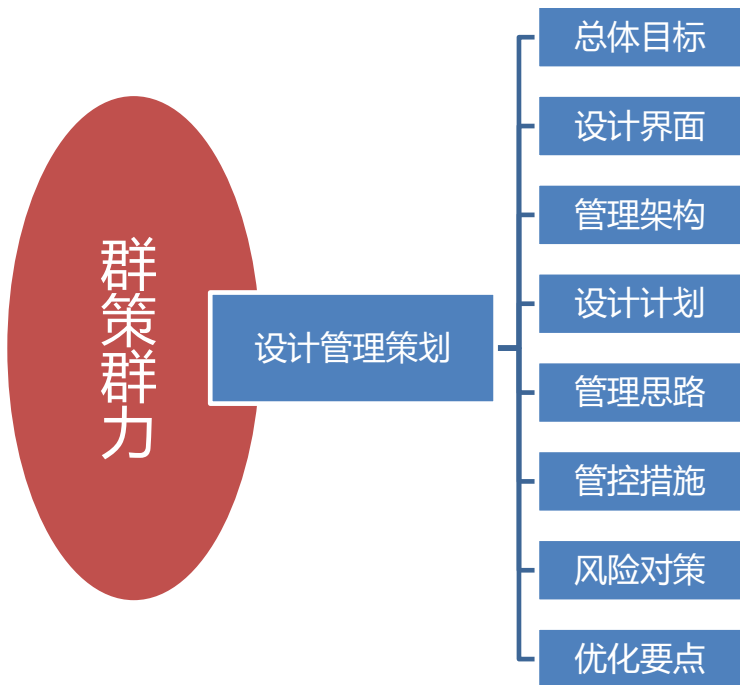 群策群力
设计管理策划
总体目标
设计界面
管理架构
设计计划
管理思路
管控措施
风险对策
优化要点